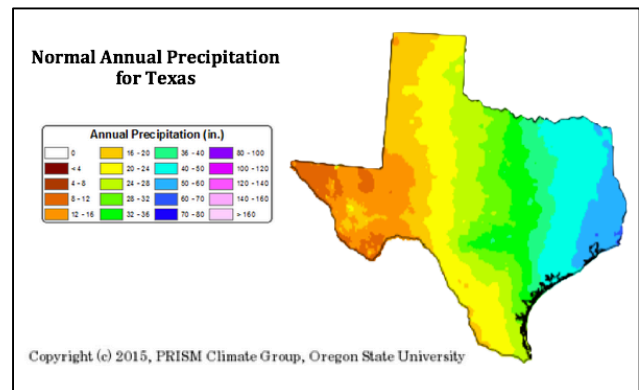 Normal Annual Precipitation
for Texas
Annual Precipitation (in.)
0 16 - 20 36 - 40 80 - 100
<4 20 - 24 40 - 50 100 - 120
4 - 8 24 - 28 50 - 60 120 - 140
8 - 12 28 - 32 60 - 70 140 - 160
12 - 16 32 - 36 70 - 80 > 160
Copyright (c) 2015, PRISM Climate Group, Oregon State University